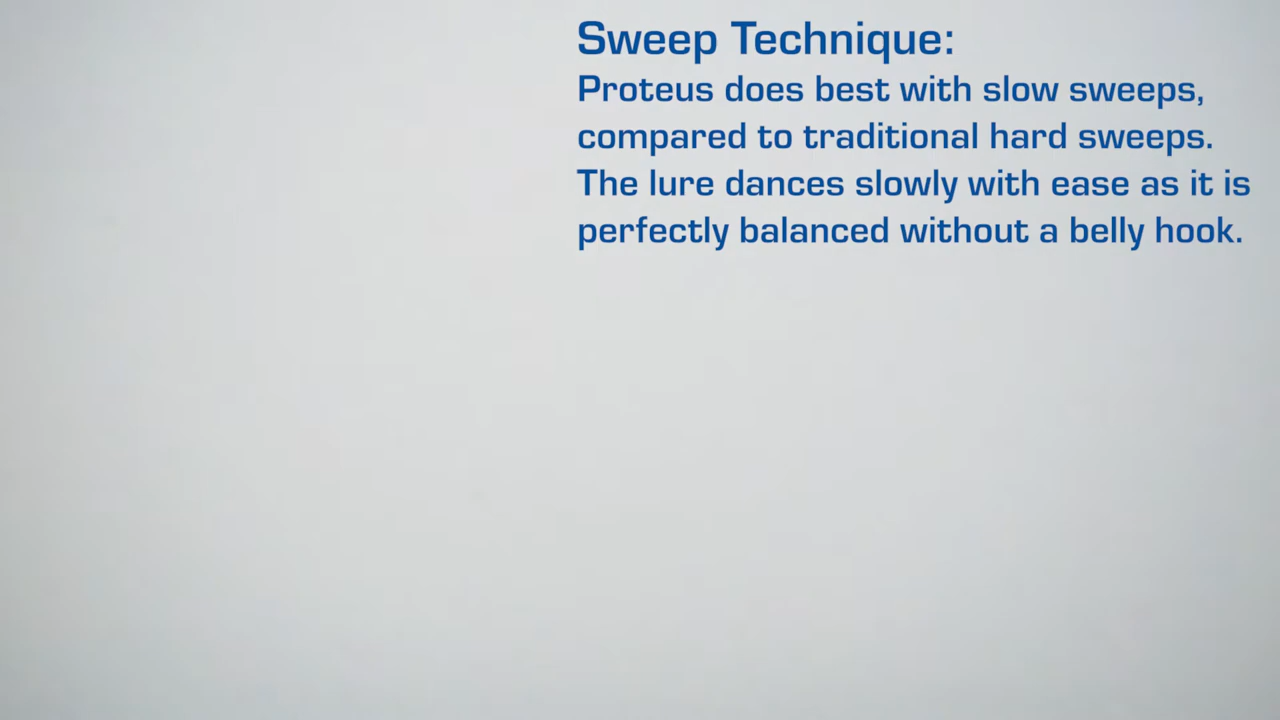 Sweep Technique:
Proteus does best with slow sweeps,
compared to traditional hard sweeps.
The lure dances slowly with ease as it is
perfectly balanced without a belly hook.